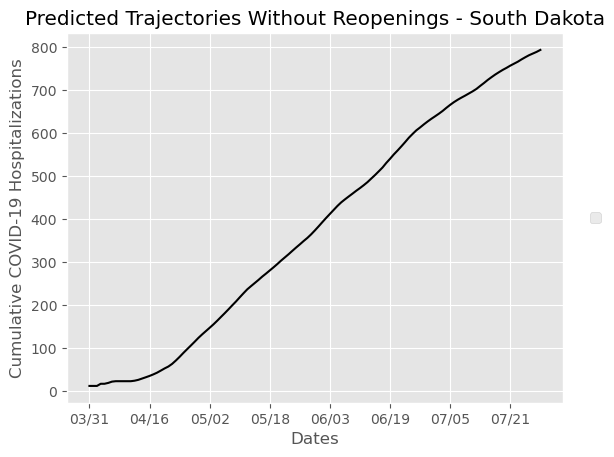 Predicted Trajectories Without Reopenings - South Dakota
Cumulative COVID-19 Hospitalizations
800
700
600
500
400
300
200
100
0
03/31 04/16 05/02 05/18 06/03 06/19 07/05 07/21
Dates